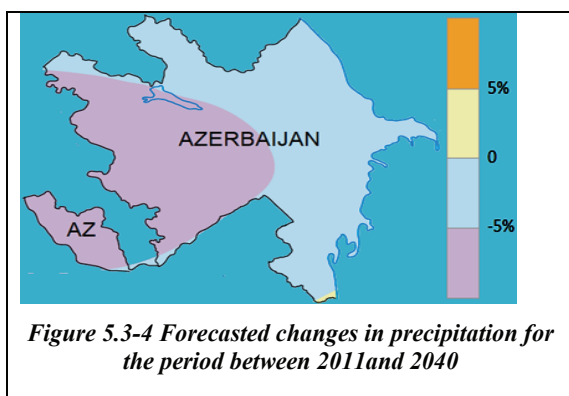 5%
AZERBAIJAN
0
AZ
-5%
Figure 5.3-4 Forecasted changes in precipitation for
the period between 2011and 2040